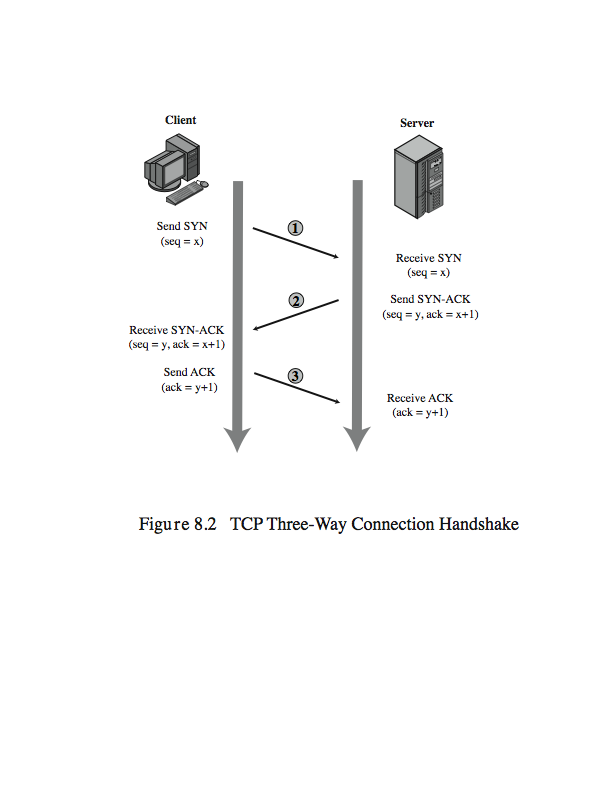 Client
Server
Send SYN
(seq = x)
1
Receive SYN
(seq = x)
2
Send SYN-ACK
(seq = y, ack = x+1)
Receive SYN-ACK
(seq = y, ack = x+1)
Send ACK
(ack = y+1)
3
Receive ACK
(ack = y+1)
Figure 8.2 TCP Three-Way Connection Handshake